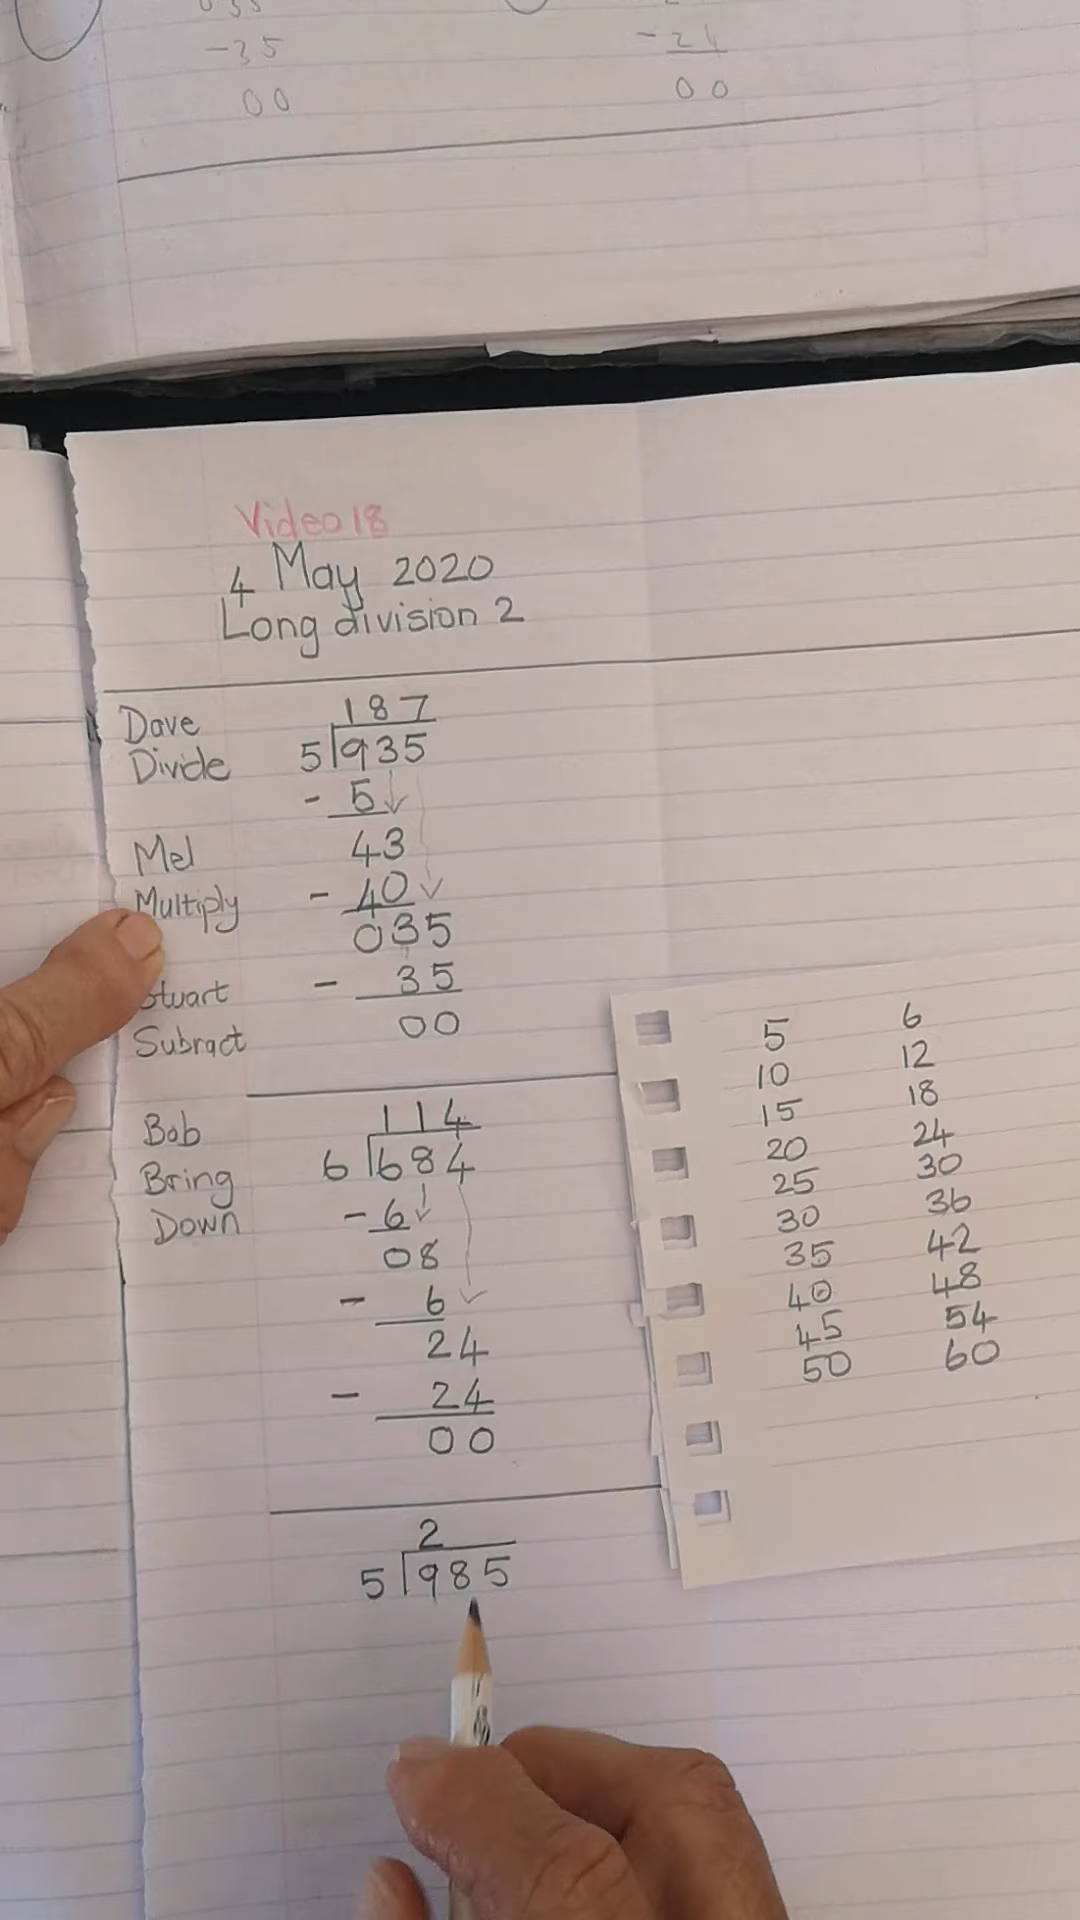 -35
00
-24
00
Video 18
4 May 2020
Long division 2
Dave
Divide
Mel
Multiply
Stuart
Subract
187
5 935
- 5
43
- 40
035
- 35
00
Bob
Bring
Down
114
6 684
- 6
08
- 6
24
- 24
00
2
5 985
5 6
10 12
15 18
20 24
25 30
30 36
35 42
40 48
45 54
50 60